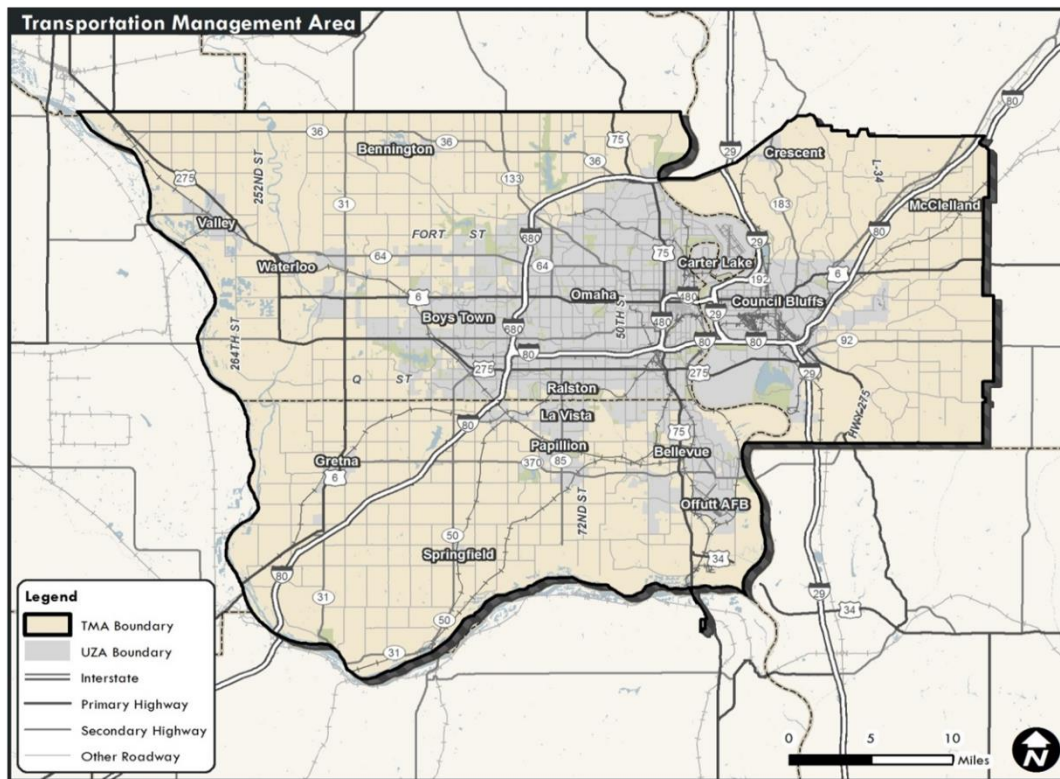 Transportation Management Area
80
36
75
Bennington
Crescent
29
36
L-34
275
252ND ST
133
31
183
McClelland
Valley
FORT ST
680
29
80
75
Carter Lake
Waterloo
64
64
192
6
6
Omaha
480
Council Bluffs
Boys Town
50TH ST
29
264TH ST
680
480
80
80
92
80
275
275
29
Q ST
Ralston
HWY-275
La Vista
80
75
Papillion
Gretna
370
85
Bellevue
6
72ND ST
Offutt AFB
50
Springfield
34
80
29
34
31
50
31
Legend
TMA Boundary
UZA Boundary
Interstate
Primary Highway
Secondary Highway
Other Roadway
0 5 10
Miles
N